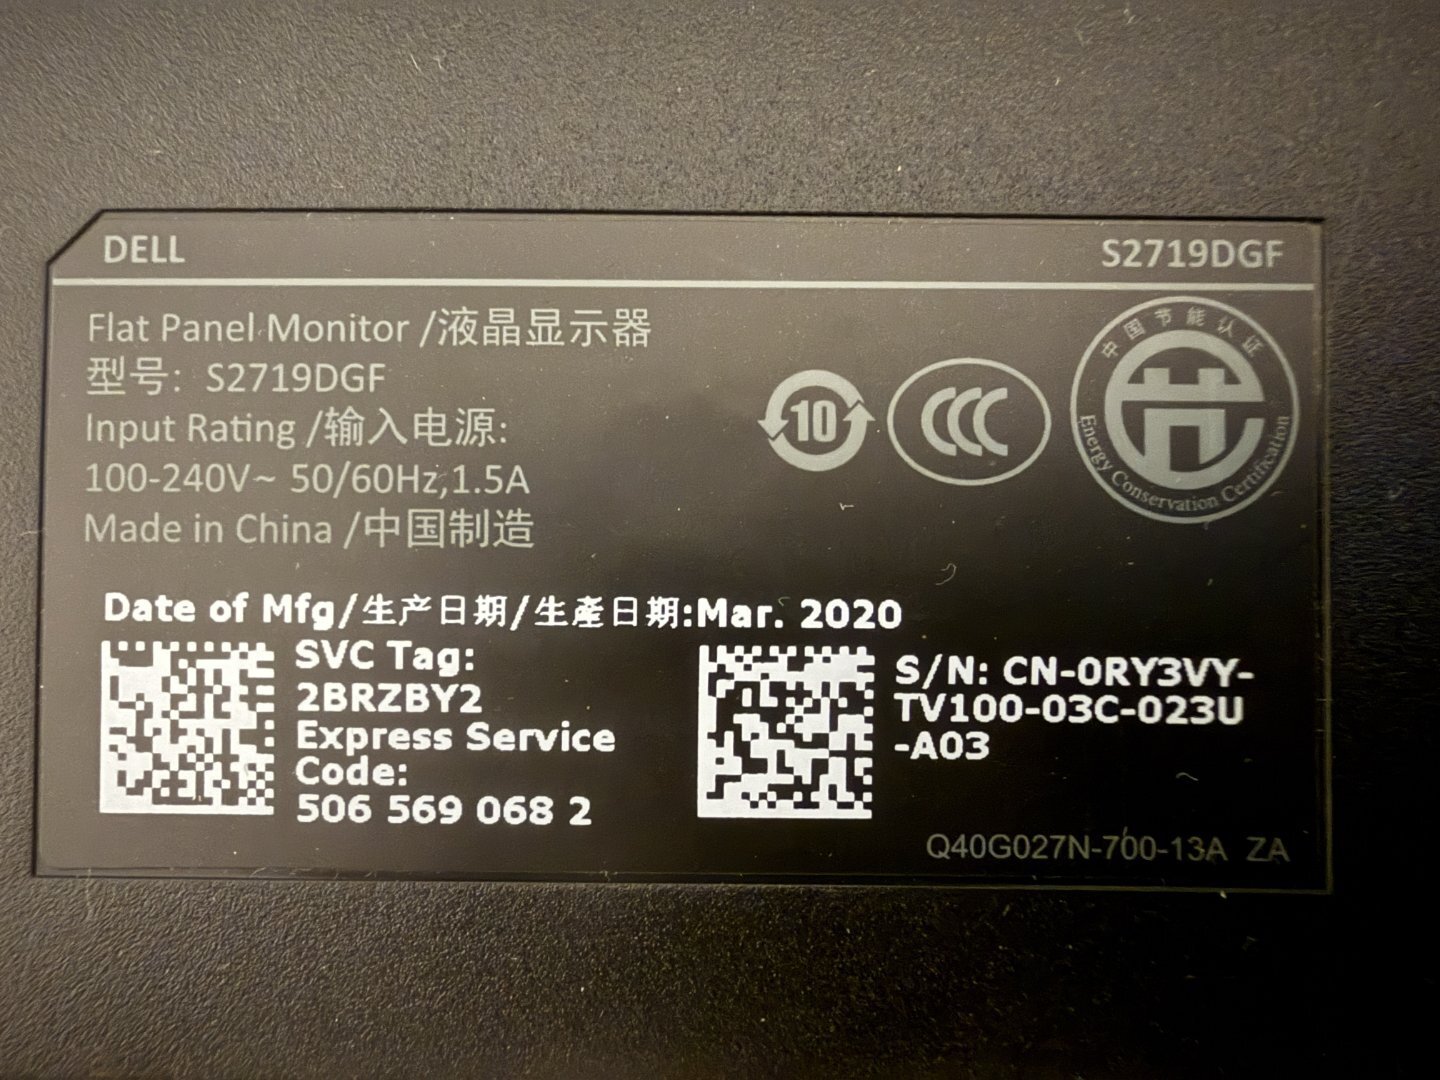 DELL
S2719DGF
Flat Panel Monitor /液晶显示器
型号: S2719DGF
Input Rating /输入电源:
100-240V~ 50/60Hz,1.5A
Made in China /中国制造
10
CCC
中国节能认证
Energy Conservation Certification
Date of Mfg/生产日期/生產日期:Mar. 2020
SVC Tag:
2BRZBY2
Express Service
Code:
506 569 068 2
S/N: CN-0RY3VY-
TV100-03C-023U
-A03
Q40G027N-700-13A ZA